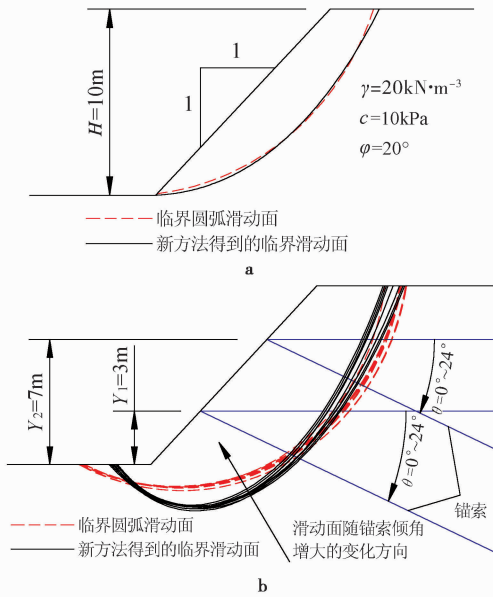 H=10m
1
1
γ=20kN·m⁻³
c=10kPa
φ=20°
临界圆弧滑动面
新方法得到的临界滑动面
a
Y₂=7m
Y₁=3m
θ=0°~24°
θ=0°~24°
锚索
临界圆弧滑动面
新方法得到的临界滑动面
滑动面随锚索倾角
增大的变化方向
b